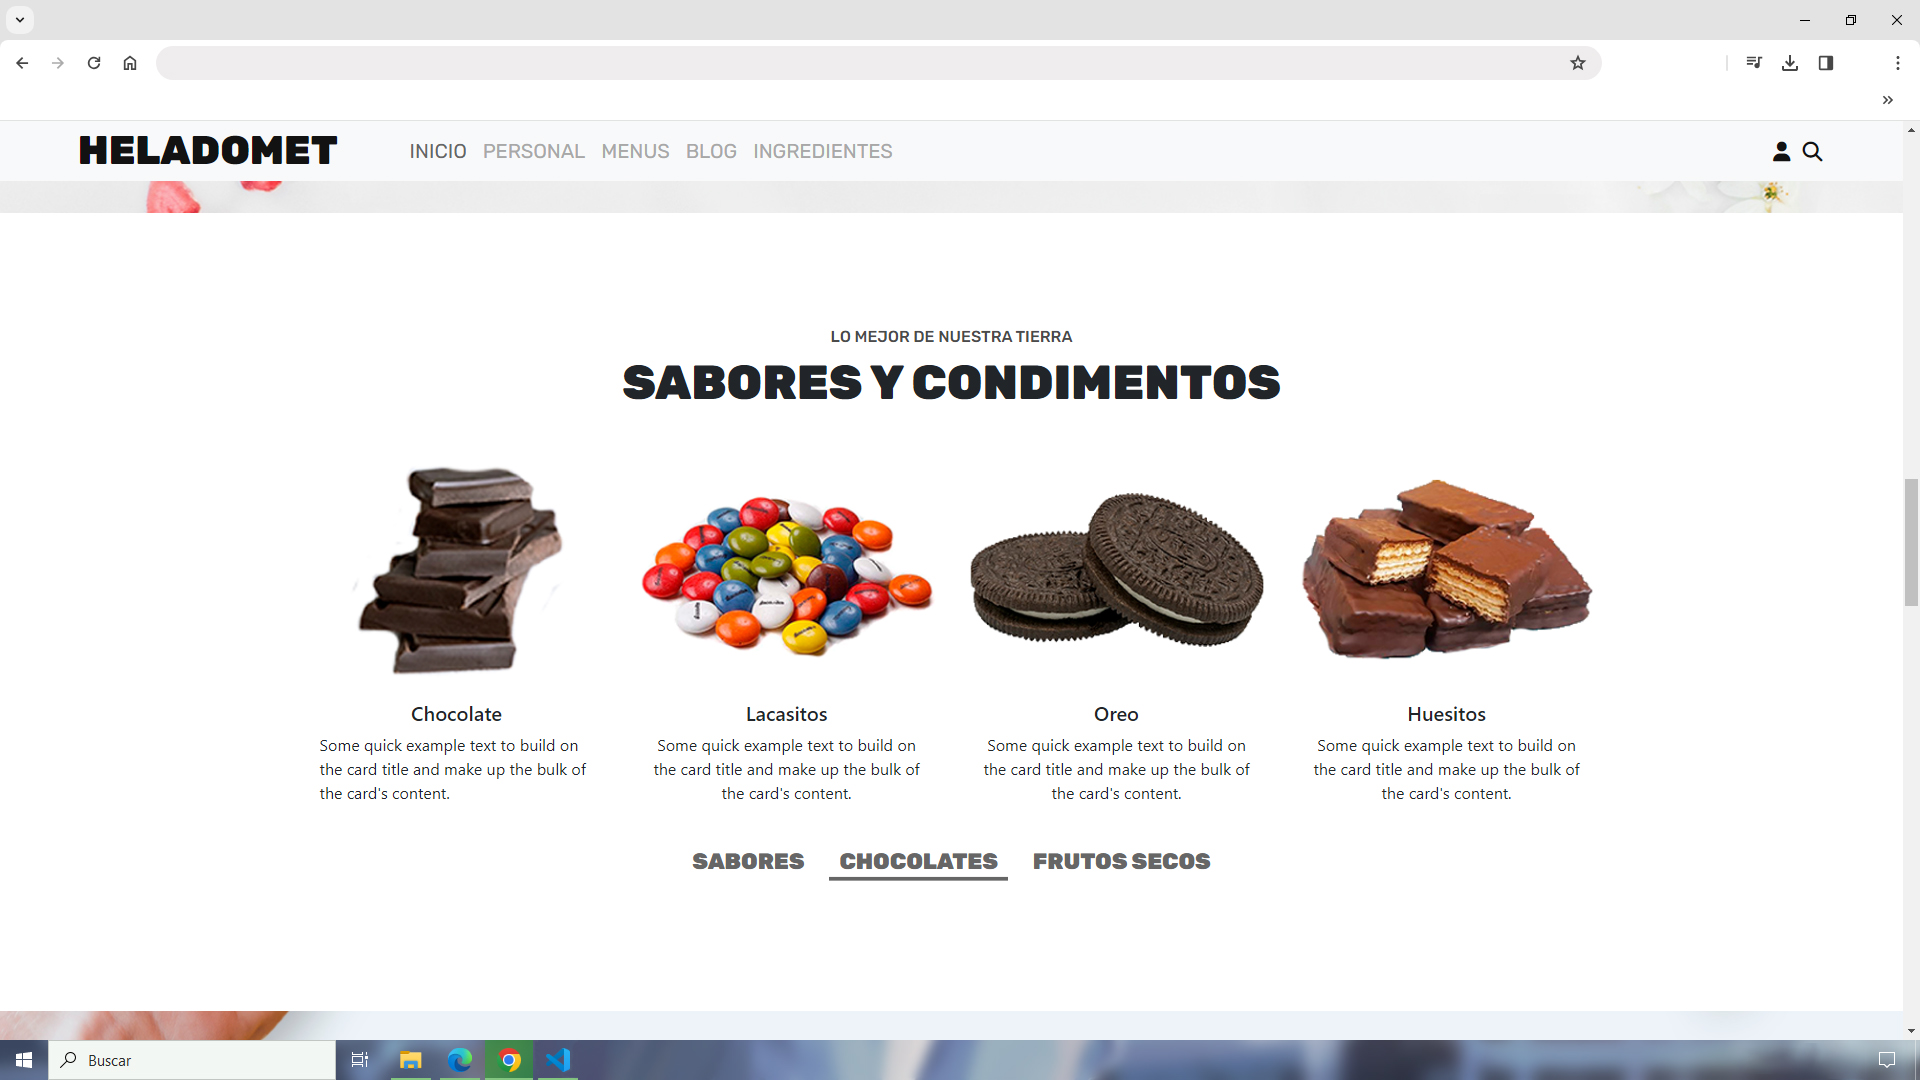 HELADOMET
INICIO PERSONAL MENUS BLOG INGREDIENTES
LO MEJOR DE NUESTRA TIERRA
SABORES Y CONDIMENTOS
Chocolate
Some quick example text to build on
the card title and make up the bulk of
the card's content.
Lacasitos
Some quick example text to build on
the card title and make up the bulk of
the card's content.
Oreo
Some quick example text to build on
the card title and make up the bulk of
the card's content.
Huesitos
Some quick example text to build on
the card title and make up the bulk of
the card's content.
SABORES CHOCOLATES FRUTOS SECOS
Buscar